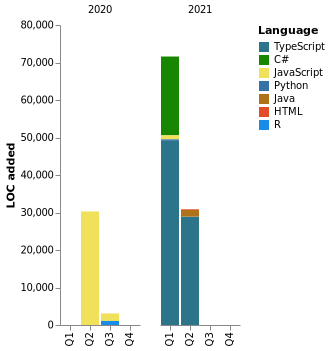 2020 2021
Language
TypeScript
C#
JavaScript
Python
Java
HTML
R
LOC added
80,000
70,000
60,000
50,000
40,000
30,000
20,000
10,000
0
Q1 Q2 Q3 Q4 Q1 Q2 Q3 Q4